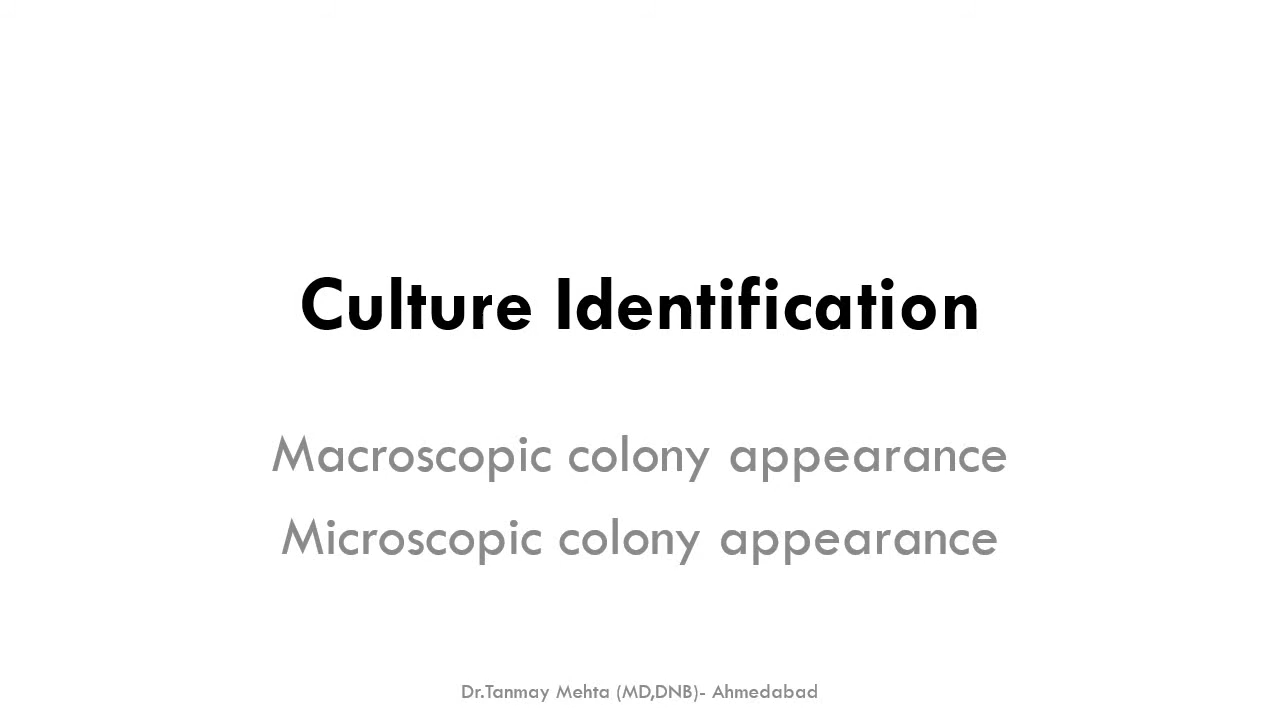 Culture Identification
Macroscopic colony appearance
Microscopic colony appearance
Dr.Tanmay Mehta (MD,DNB)- Ahmedabad